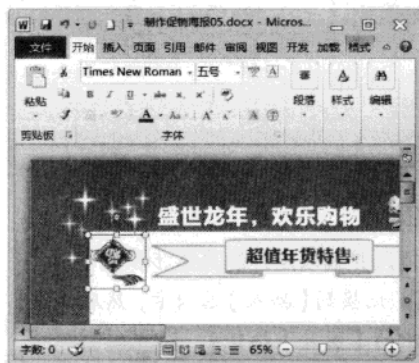 制作促销海报05.docx - Micros...
文件 开始 插入 页面 引用 邮件 审阅 视图 开发 加载 格式
Times New Roman 五号
粘贴 段落 样式 编辑
剪贴板 字体
盛世龙年，欢乐购物
超值年货特售
字数: 0 65%